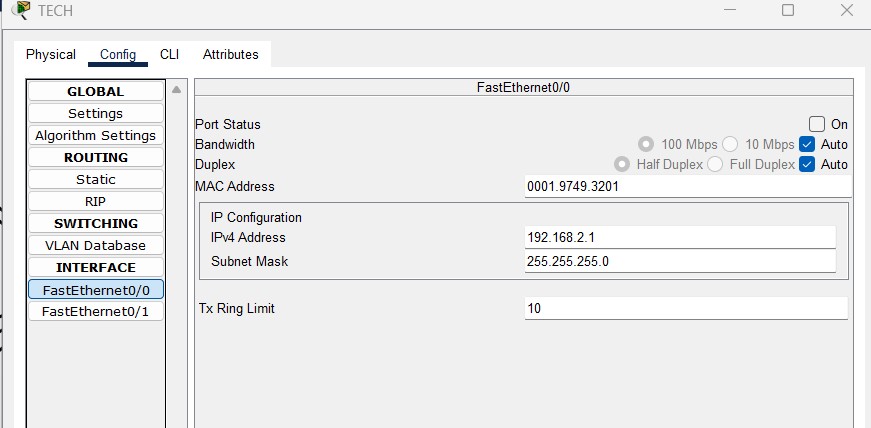 TECH
Physical Config CLI Attributes
GLOBAL
Settings
Algorithm Settings
ROUTING
Static
RIP
SWITCHING
VLAN Database
INTERFACE
FastEthernet0/0
FastEthernet0/1
FastEthernet0/0
Port Status On
Bandwidth 100 Mbps 10 Mbps Auto
Duplex Half Duplex Full Duplex Auto
MAC Address 0001.9749.3201
IP Configuration
IPv4 Address 192.168.2.1
Subnet Mask 255.255.255.0
Tx Ring Limit 10